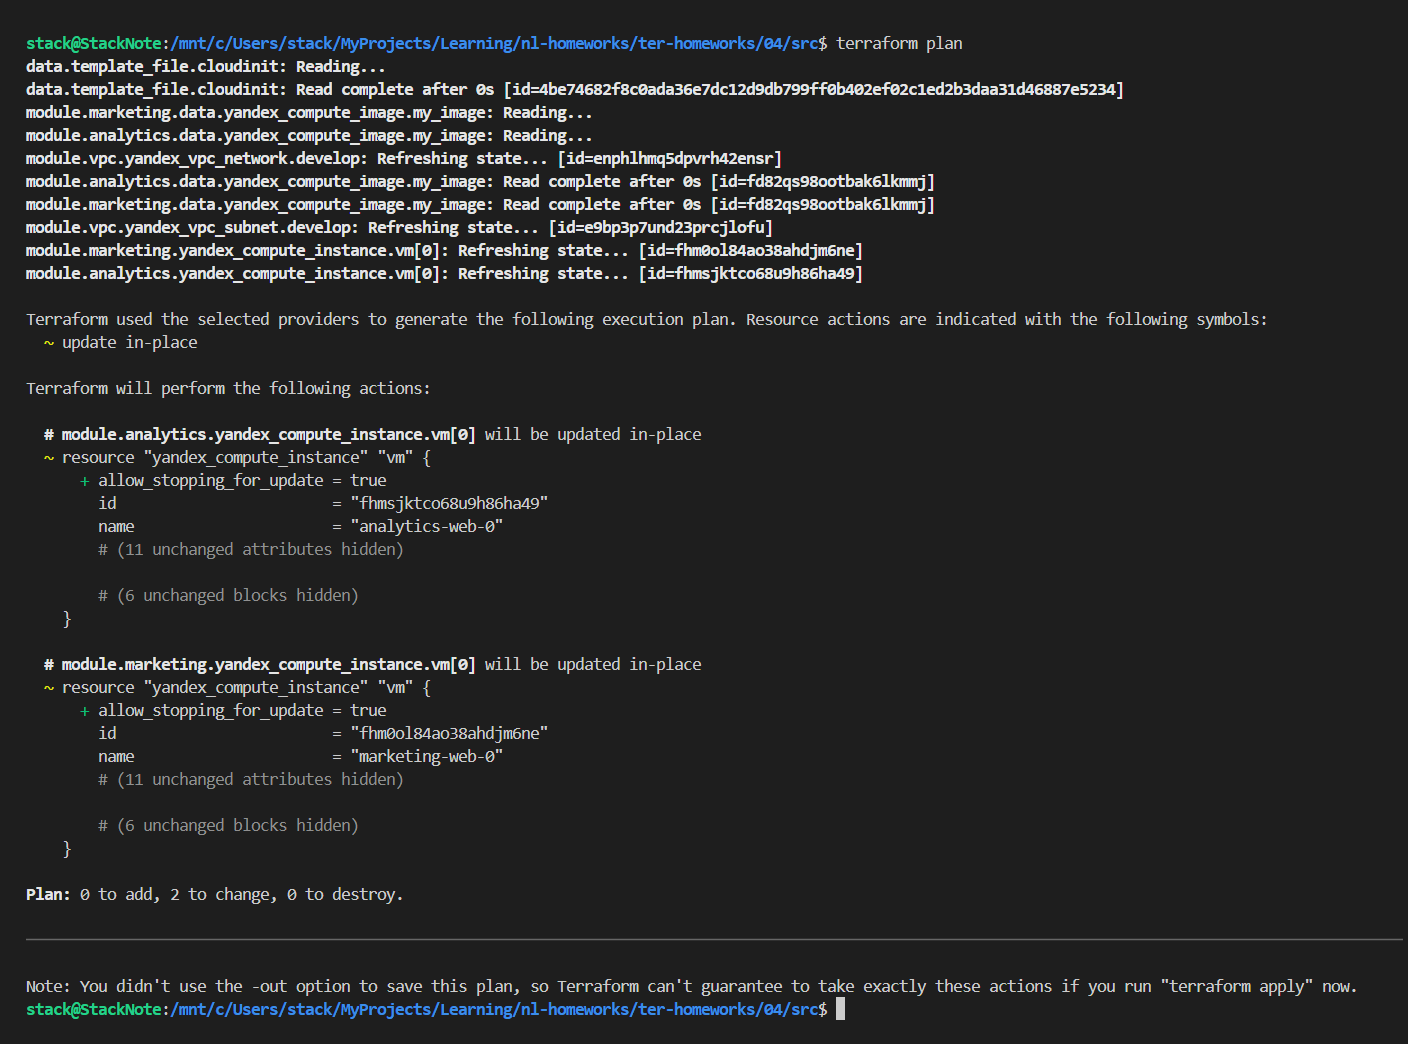 stack@StackNote:/mnt/c/Users/stack/MyProjects/Learning/nl-homeworks/ter-homeworks/04/src$ terraform plan
data.template_file.cloudinit: Reading...
data.template_file.cloudinit: Read complete after 0s [id=4be74682f8c0ada36e7dc12d9db799ff0b402ef02c1ed2b3daa31d46887e5234]
module.marketing.data.yandex_compute_image.my_image: Reading...
module.analytics.data.yandex_compute_image.my_image: Reading...
module.vpc.yandex_vpc_network.develop: Refreshing state... [id=enphlhmq5dpvrh42ensr]
module.analytics.data.yandex_compute_image.my_image: Read complete after 0s [id=fd82qs98ootbak6lkmmj]
module.marketing.data.yandex_compute_image.my_image: Read complete after 0s [id=fd82qs98ootbak6lkmmj]
module.vpc.yandex_vpc_subnet.develop: Refreshing state... [id=e9bp3p7und23prcjlofu]
module.marketing.yandex_compute_instance.vm[0]: Refreshing state... [id=fhm0ol84ao38ahdjm6ne]
module.analytics.yandex_compute_instance.vm[0]: Refreshing state... [id=fhmsjktco68u9h86ha49]

Terraform used the selected providers to generate the following execution plan. Resource actions are indicated with the following symbols:
  ~ update in-place

Terraform will perform the following actions:

  # module.analytics.yandex_compute_instance.vm[0] will be updated in-place
  ~ resource "yandex_compute_instance" "vm" {
      + allow_stopping_for_update = true
        id                        = "fhmsjktco68u9h86ha49"
        name                      = "analytics-web-0"
        # (11 unchanged attributes hidden)

        # (6 unchanged blocks hidden)
    }

  # module.marketing.yandex_compute_instance.vm[0] will be updated in-place
  ~ resource "yandex_compute_instance" "vm" {
      + allow_stopping_for_update = true
        id                        = "fhm0ol84ao38ahdjm6ne"
        name                      = "marketing-web-0"
        # (11 unchanged attributes hidden)

        # (6 unchanged blocks hidden)
    }

Plan: 0 to add, 2 to change, 0 to destroy.

Note: You didn't use the -out option to save this plan, so Terraform can't guarantee to take exactly these actions if you run "terraform apply" now.
stack@StackNote:/mnt/c/Users/stack/MyProjects/Learning/nl-homeworks/ter-homeworks/04/src$